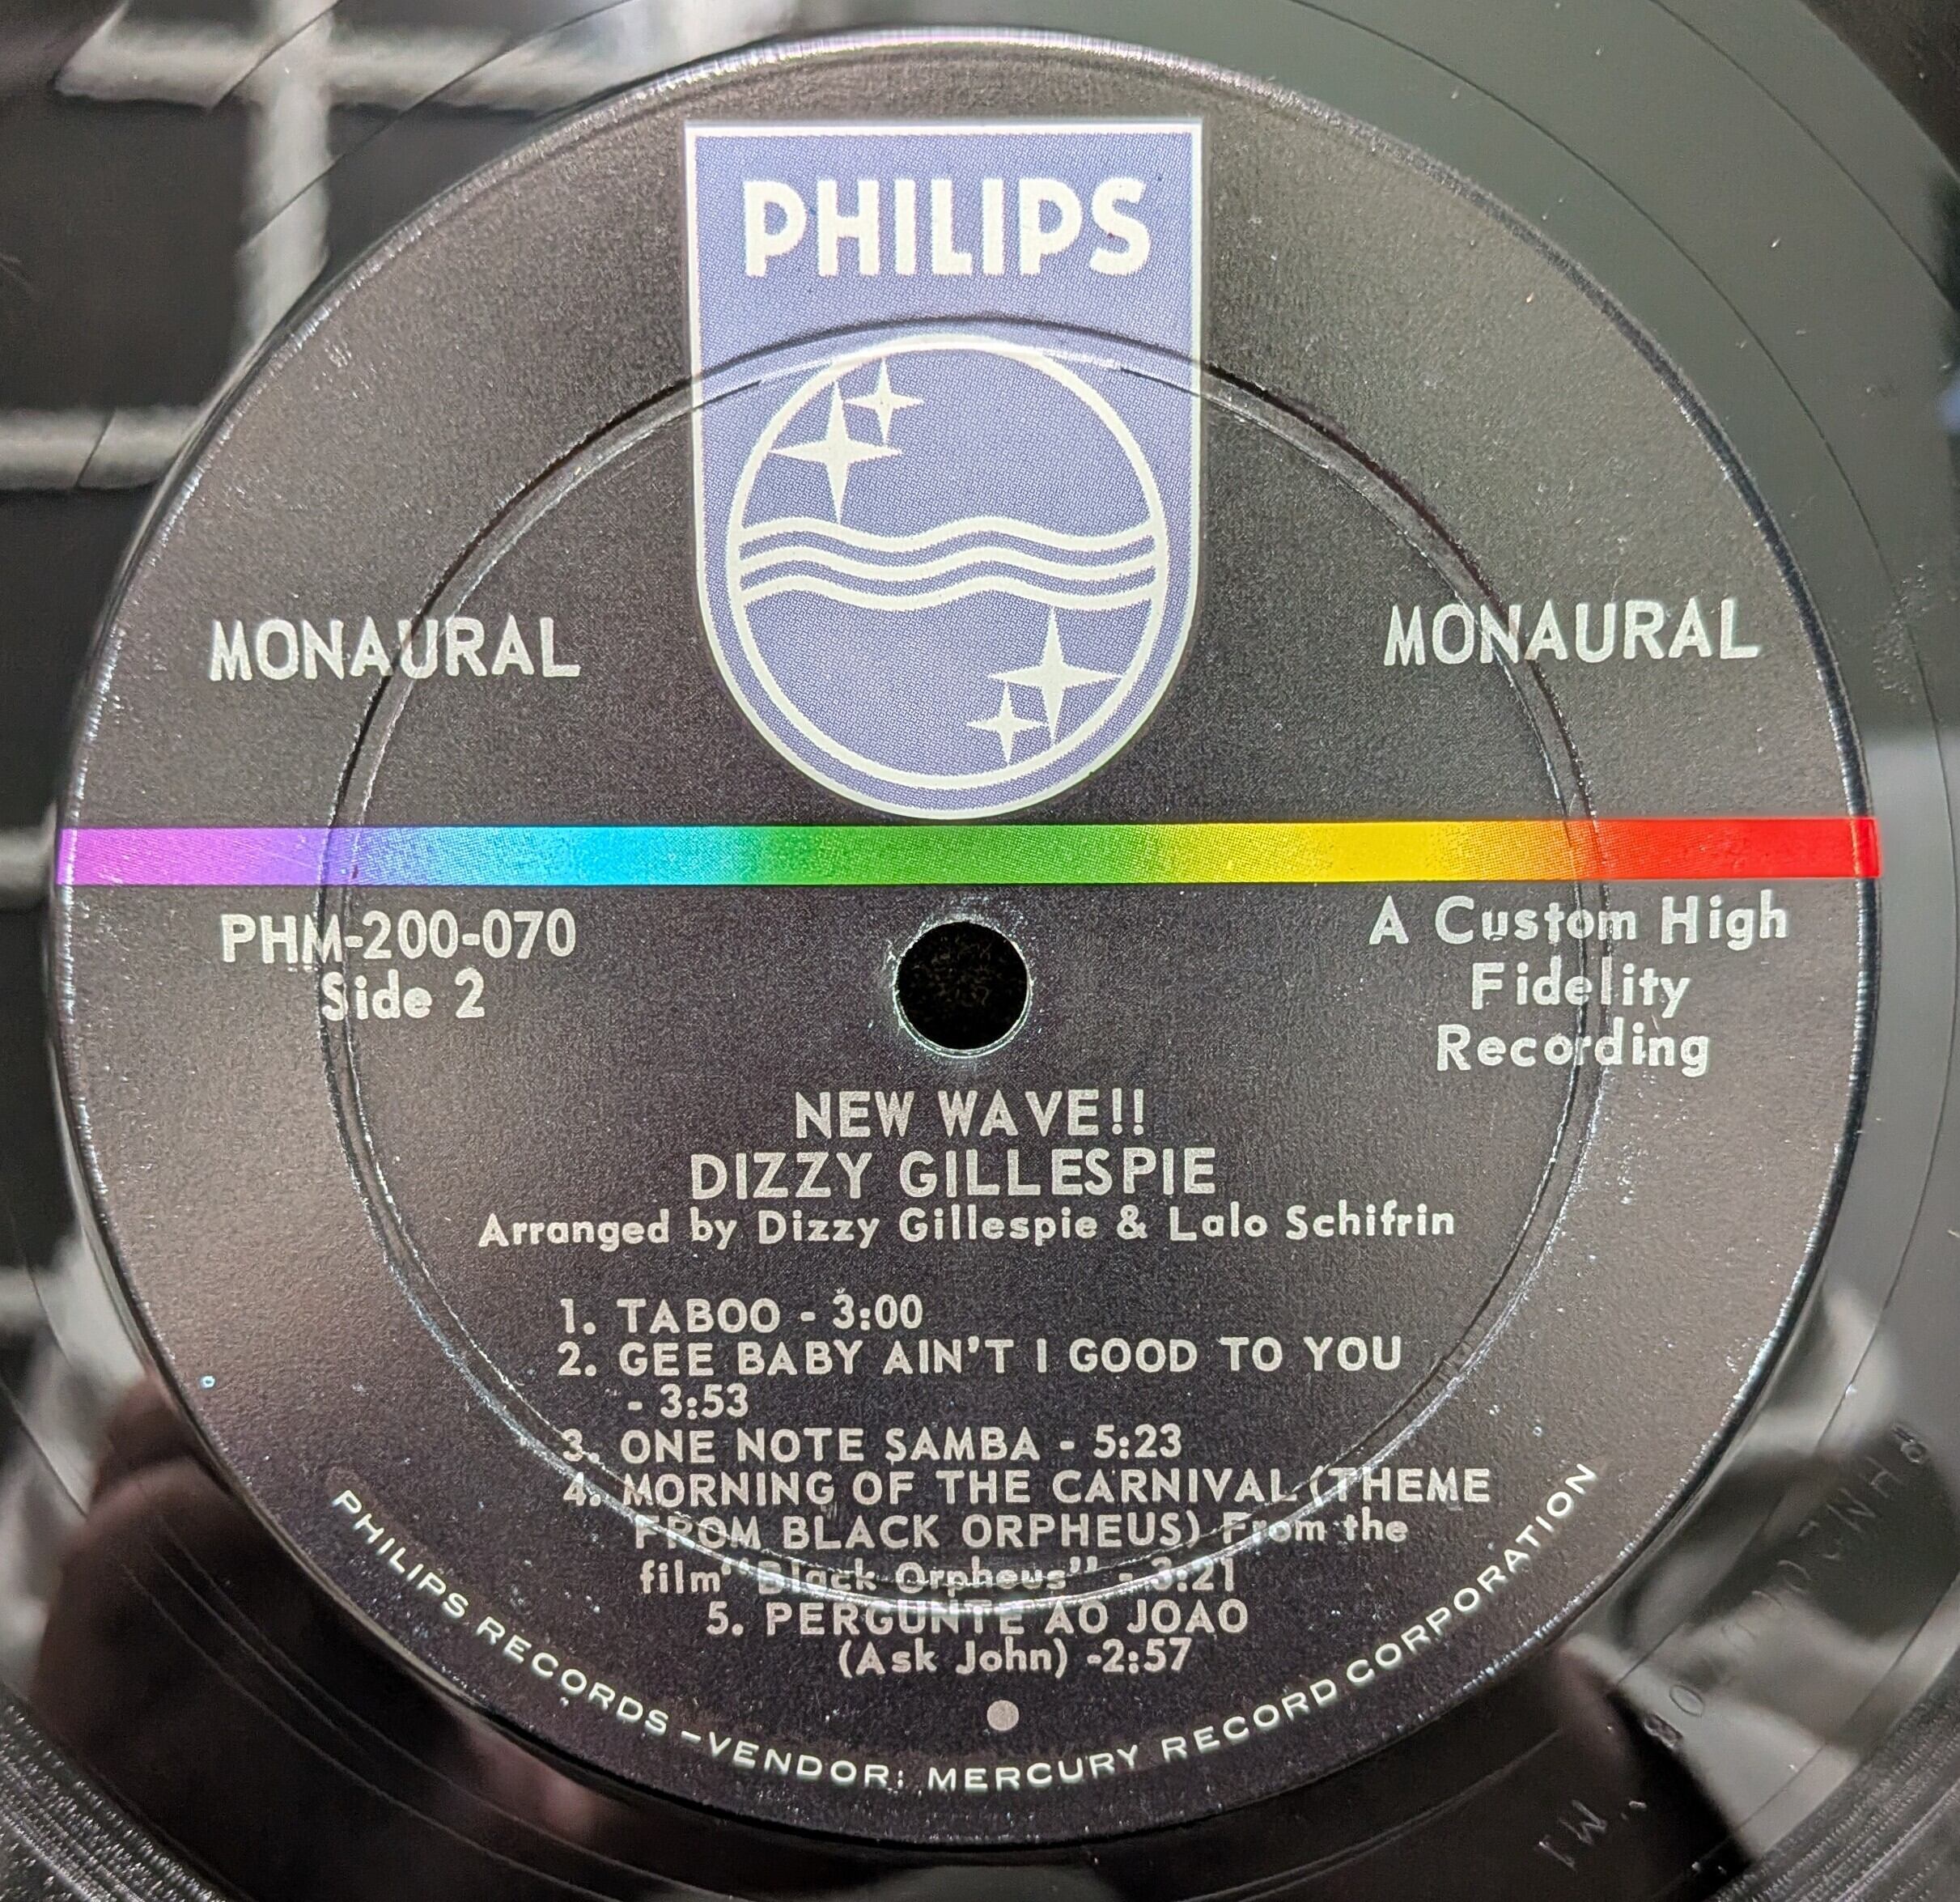 PHILIPS
MONAURAL
MONAURAL
PHM-200-070
Side 2
A Custom High
Fidelity
Recording
NEW WAVE!!
DIZZY GILLESPIE
Arranged by Dizzy Gillespie & Lalo Schifrin
1. TABOO - 3:00
2. GEE BABY AIN'T I GOOD TO YOU
- 3:53
3. ONE NOTE SAMBA - 5:23
4. MORNING OF THE CARNIVAL (THEME
FROM BLACK ORPHEUS) From the
film "Black Orpheus" - 3:21
5. PERGUNTE AO JOAO
(Ask John) -2:57
PHILIPS RECORDS - VENDOR: MERCURY RECORD CORPORATION